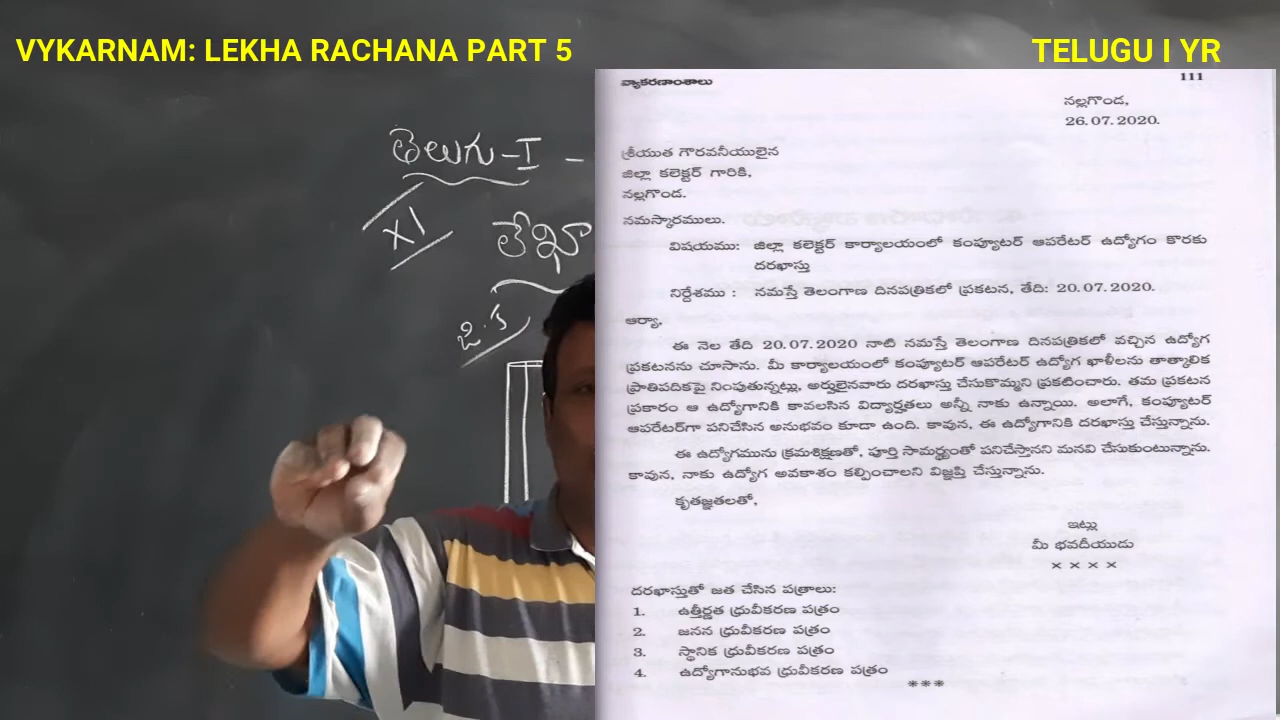 VYKARNAM: LEKHA RACHANA PART 5
TELUGU I YR
తెలుగు - I -
XI
లేఖా
జి. క
వ్యాకరణాంశాలు
111
నల్లగొండ,
26.07.2020.
శ్రీయుత గౌరవనీయులైన
జిల్లా కలెక్టర్ గారికి,
నల్లగొండ.
నమస్కారములు.
విషయము: జిల్లా కలెక్టర్ కార్యాలయంలో కంప్యూటర్ ఆపరేటర్ ఉద్యోగం కొరకు
దరఖాస్తు
నిర్దేశము : నమస్తే తెలంగాణ దినపత్రికలో ప్రకటన, తేది: 20.07.2020.
ఆర్యా,
ఈ నెల తేది 20.07.2020 నాటి నమస్తే తెలంగాణ దినపత్రికలో వచ్చిన ఉద్యోగ
ప్రకటనను చూసాను. మీ కార్యాలయంలో కంప్యూటర్ ఆపరేటర్ ఉద్యోగ ఖాళీలను తాత్కాలిక
ప్రాతిపదికపై నింపుతున్నట్లు, అర్హులైనవారు దరఖాస్తు చేసుకొమ్మని ప్రకటించారు. తమ ప్రకటన
ప్రకారం ఆ ఉద్యోగానికి కావలసిన విద్యార్హతలు అన్నీ నాకు ఉన్నాయి. అలాగే, కంప్యూటర్
ఆపరేటర్‌గా పనిచేసిన అనుభవం కూడా ఉంది. కావున, ఈ ఉద్యోగానికి దరఖాస్తు చేస్తున్నాను.
ఈ ఉద్యోగమును క్రమశిక్షణతో, పూర్తి సామర్థ్యంతో పనిచేస్తానని మనవి చేసుకుంటున్నాను.
కావున, నాకు ఉద్యోగ అవకాశం కల్పించాలని విజ్ఞప్తి చేస్తున్నాను.
కృతజ్ఞతలతో,
ఇట్లు
మీ భవదీయుడు
× × × ×
దరఖాస్తుతో జత చేసిన పత్రాలు:
1. ఉత్తీర్ణత ధ్రువీకరణ పత్రం
2. జనన ధ్రువీకరణ పత్రం
3. స్థానిక ధ్రువీకరణ పత్రం
4. ఉద్యోగానుభవ ధ్రువీకరణ పత్రం
***